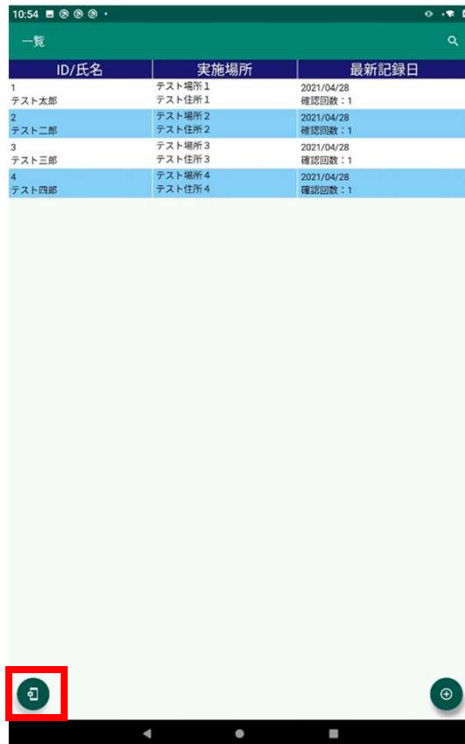 10:54
一覧
ID/氏名 実施場所 最新記録日
1 テスト場所1 2021/04/28
テスト太郎 テスト住所1 確認回数:1
2 テスト場所2 2021/04/28
テスト二郎 テスト住所2 確認回数:1
3 テスト場所3 2021/04/28
テスト三郎 テスト住所3 確認回数:1
4 テスト場所4 2021/04/28
テスト四郎 テスト住所4 確認回数:1